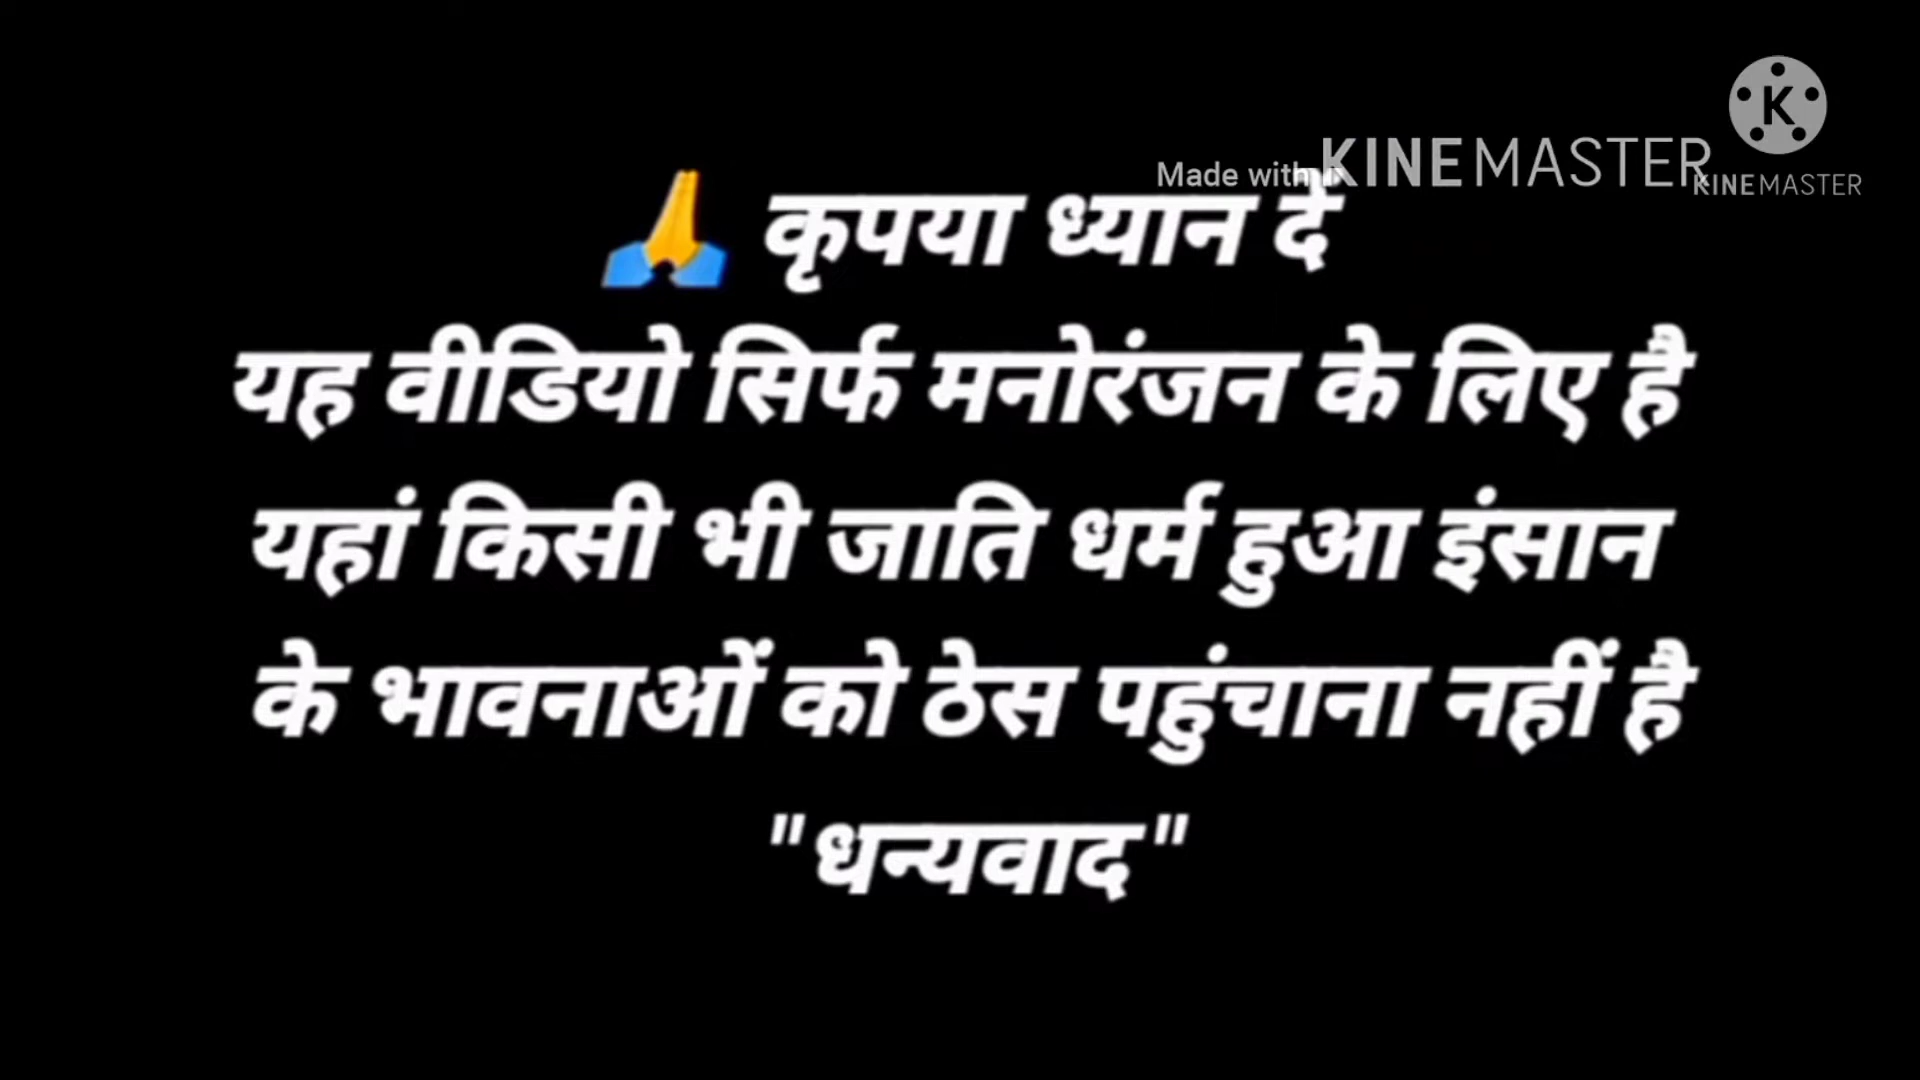 KINEMASTER
Made with KINEMASTER
🙏 कृपया ध्यान दें
यह वीडियो सिर्फ मनोरंजन के लिए है
यहां किसी भी जाति धर्म हुआ इंसान
के भावनाओं को ठेस पहुंचाना नहीं है
"धन्यवाद"